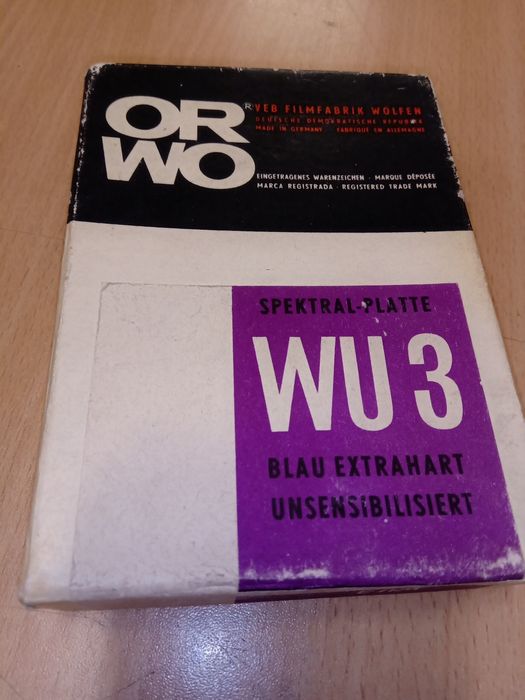 OR
WO
R
VEB FILMFABRIK WOLFEN
DEUTSCHE DEMOKRATISCHE REPUBLIK
MADE IN GERMANY · FABRIQUÉ EN ALLEMAGNE
EINGETRAGENES WARENZEICHEN · MARQUE DÉPOSÉE
MARCA REGISTRADA · REGISTERED TRADE MARK
SPEKTRAL-PLATTE
WU 3
BLAU EXTRAHART
UNSENSIBILISIERT